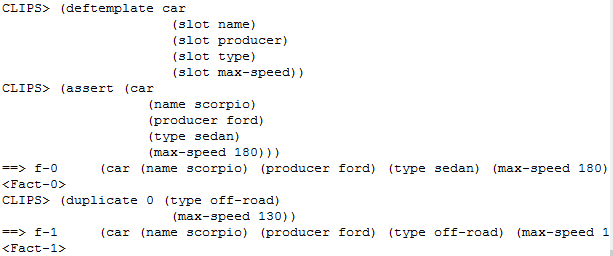 CLIPS> (deftemplate car
(slot name)
(slot producer)
(slot type)
(slot max-speed))
CLIPS> (assert (car
(name scorpio)
(producer ford)
(type sedan)
(max-speed 180)))
==> f-0 (car (name scorpio) (producer ford) (type sedan) (max-speed 180)
<Fact-0>
CLIPS> (duplicate 0 (type off-road)
(max-speed 130))
==> f-1 (car (name scorpio) (producer ford) (type off-road) (max-speed 1
<Fact-1>